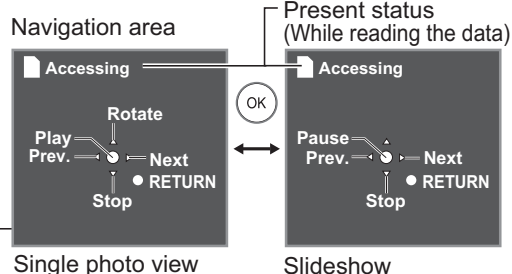 Present status
(While reading the data)
Navigation area
Accessing
Rotate
Play
Prev.
Next
RETURN
Stop
Single photo view
OK
Accessing
Pause
Prev.
Next
RETURN
Stop
Slideshow